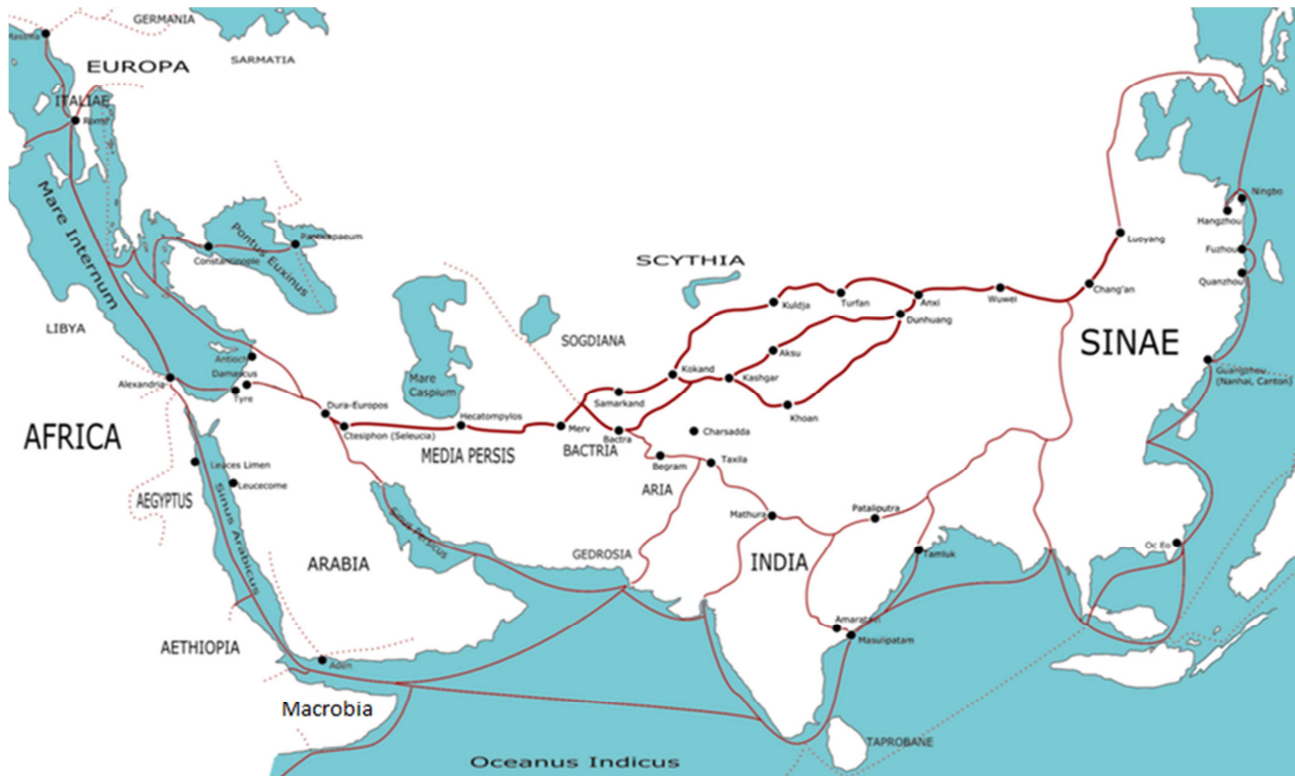 GERMANIA
Massilia
SARMATIA
EUROPA
ITALIAE
Rome
Mare Internum
Pontus Euxinus
Panticapaeum
Constantinople
LIBYA
Antioch
Damascus
Tyre
Alexandria
AFRICA
AEGYPTUS
Leuces Limen
Leucecome
Sinus Arabicus
ARABIA
AETHIOPIA
Aden
Macrobia
Mare
Caspium
Dura-Europos
Ctesiphon (Seleucia)
Hecatompylos
MEDIA PERSIS
Sinus Persicus
GEDROSIA
Merv
BACTRIA
SOGDIANA
SCYTHIA
Samarkand
Bactra
Kokand
Kashgar
Kuldja
Turfan
Aksu
Khoan
Anxi
Dunhuang
Wuwei
Chang'an
Luoyang
Charsadda
Begram
Taxila
ARIA
Mathura
Pataliputra
INDIA
Tamluk
Masulipatam
TAPROBANE
Oceanus Indicus
SINAE
Ningbo
Hangzhou
Fuzhou
Quanzhou
Guangzhou
(Nanhai, Canton)
Oc Eo